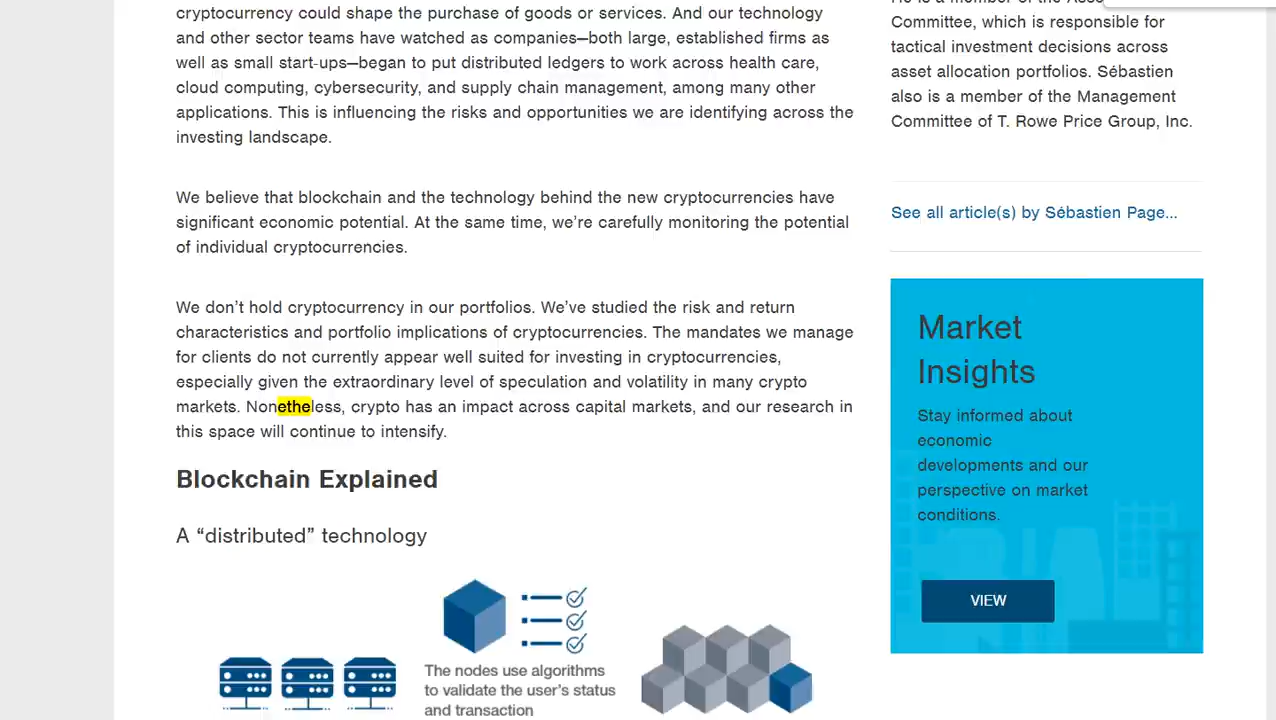 cryptocurrency could shape the purchase of goods or services. And our technology
and other sector teams have watched as companies—both large, established firms as
well as small start-ups—began to put distributed ledgers to work across health care,
cloud computing, cybersecurity, and supply chain management, among many other
applications. This is influencing the risks and opportunities we are identifying across the
investing landscape.
We believe that blockchain and the technology behind the new cryptocurrencies have
significant economic potential. At the same time, we’re carefully monitoring the potential
of individual cryptocurrencies.
We don’t hold cryptocurrency in our portfolios. We’ve studied the risk and return
characteristics and portfolio implications of cryptocurrencies. The mandates we manage
for clients do not currently appear well suited for investing in cryptocurrencies,
especially given the extraordinary level of speculation and volatility in many crypto
markets. Nonetheless, crypto has an impact across capital markets, and our research in
this space will continue to intensify.
Blockchain Explained
A “distributed” technology
The nodes use algorithms
to validate the user’s status
and transaction
Committee, which is responsible for
tactical investment decisions across
asset allocation portfolios. Sébastien
also is a member of the Management
Committee of T. Rowe Price Group, Inc.
See all article(s) by Sébastien Page...
Market
Insights
Stay informed about
economic
developments and our
perspective on market
conditions.
VIEW